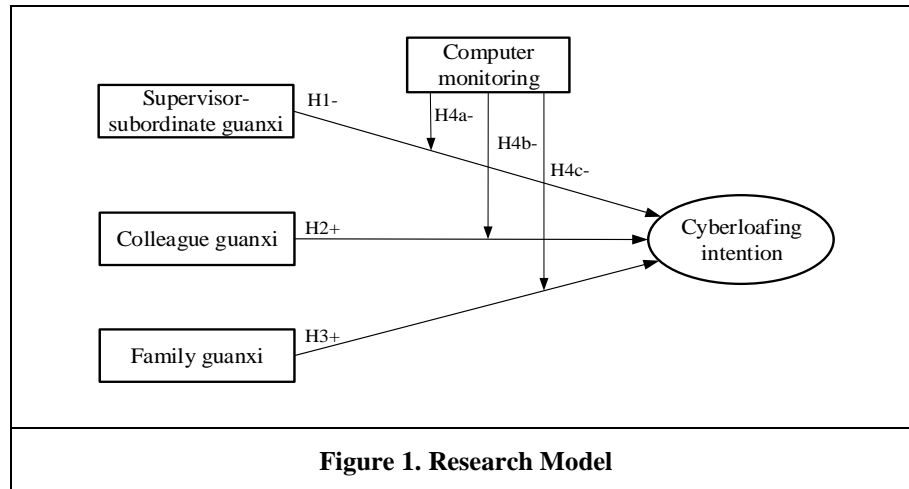 Computer
monitoring
Supervisor-
subordinate guanxi
H1-
H4a-
H4b-
H4c-
Colleague guanxi
H2+
Cyberloafing
intention
Family guanxi
H3+
Figure 1. Research Model